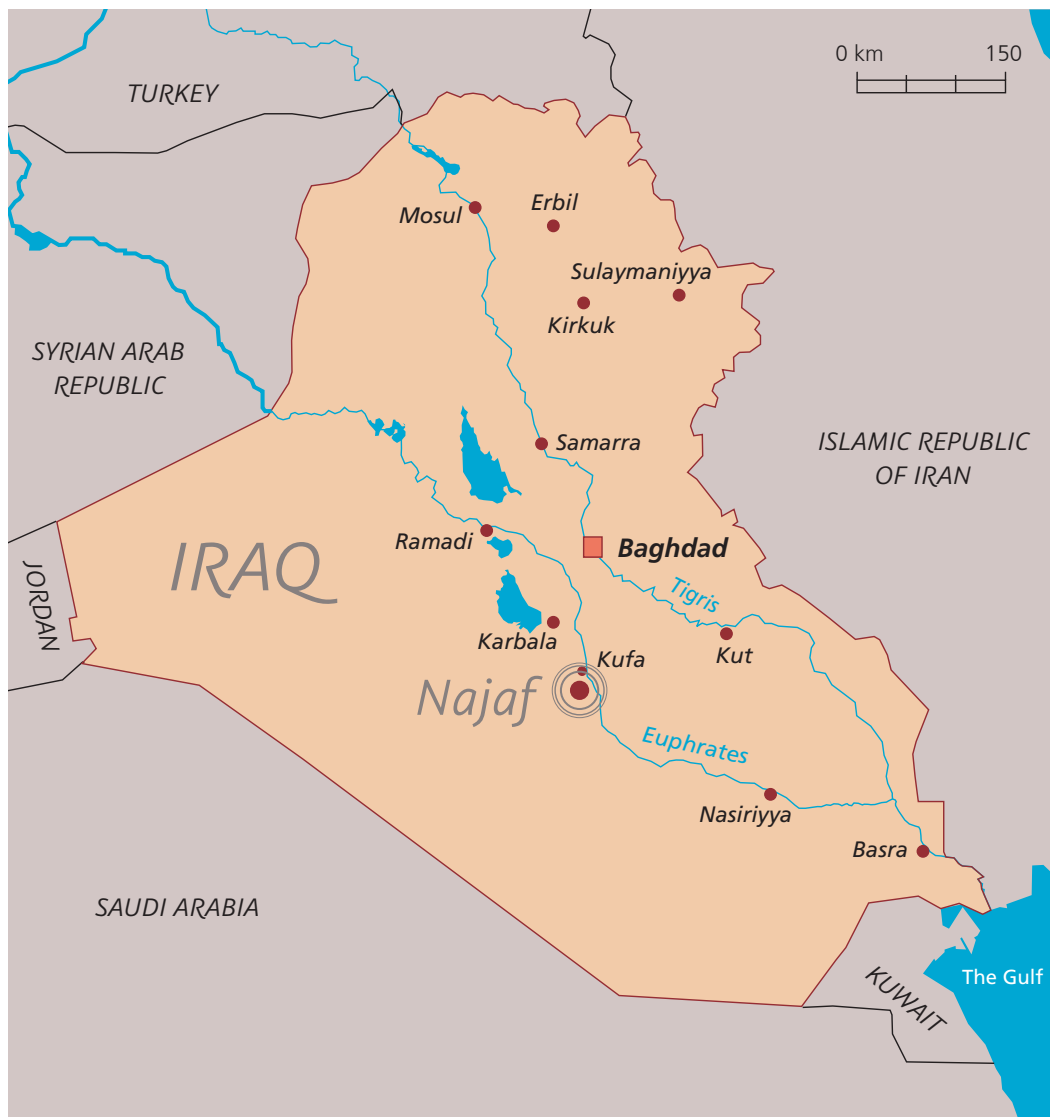 0 km 150
TURKEY
Mosul
Erbil
Sulaymaniyya
Kirkuk
SYRIAN ARAB
REPUBLIC
Samarra
ISLAMIC REPUBLIC
OF IRAN
Ramadi
Baghdad
IRAQ
JORDAN
Tigris
Karbala
Kut
Kufa
Najaf
Euphrates
Nasiriyya
Basra
SAUDI ARABIA
The Gulf
KUWAIT